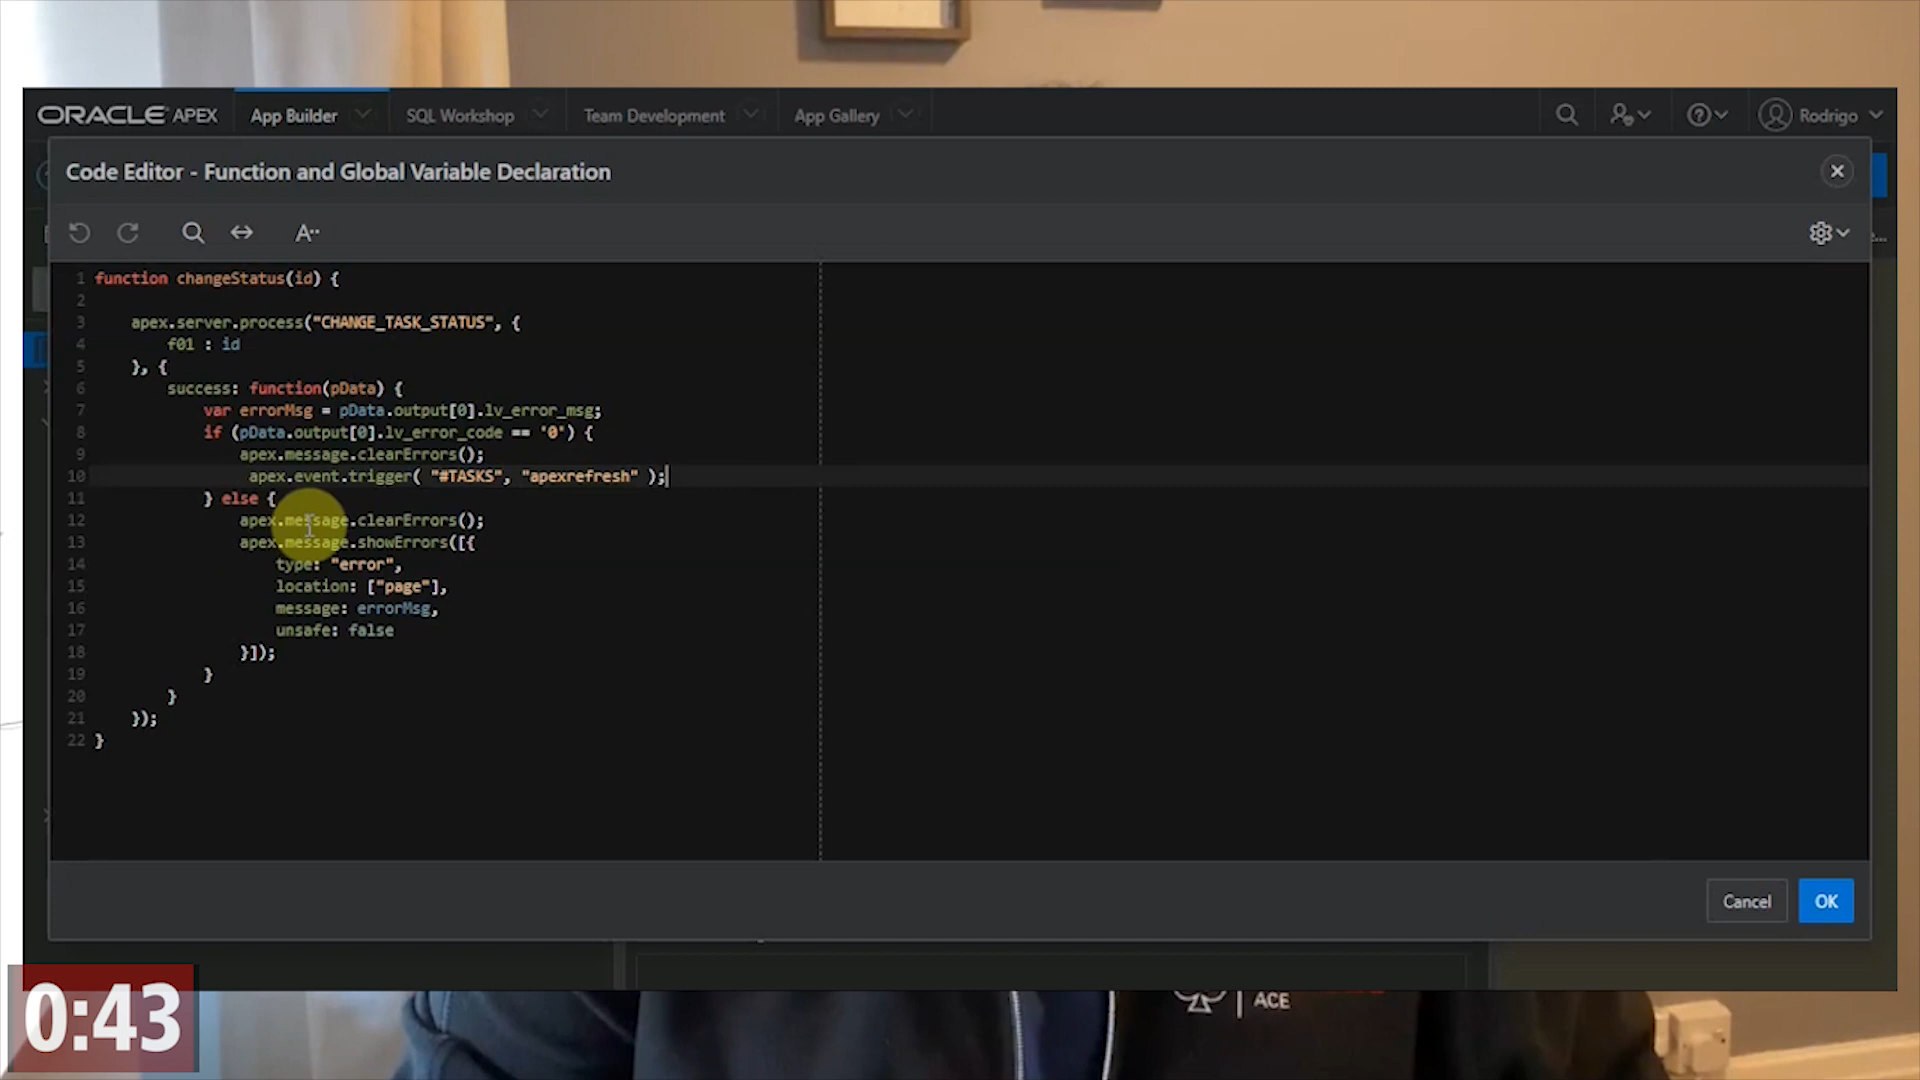 ORACLE APEX App Builder SQL Workshop Team Development App Gallery Rodrigo
Code Editor - Function and Global Variable Declaration
1 function changeStatus(id) {
2
3 apex.server.process("CHANGE_TASK_STATUS", {
4 f01 : id
5 }, {
6 success: function(pData) {
7 var errorMsg = pData.output[0].lv_error_msg;
8 if (pData.output[0].lv_error_code == '0') {
9 apex.message.clearErrors();
10 apex.event.trigger( "#TASKS", "apexrefresh" );
11 } else {
12 apex.message.clearErrors();
13 apex.message.showErrors([{
14 type: "error",
15 location: ["page"],
16 message: errorMsg,
17 unsafe: false
18 }]);
19 }
20 }
21 });
22 }
Cancel OK
ACE
0:43